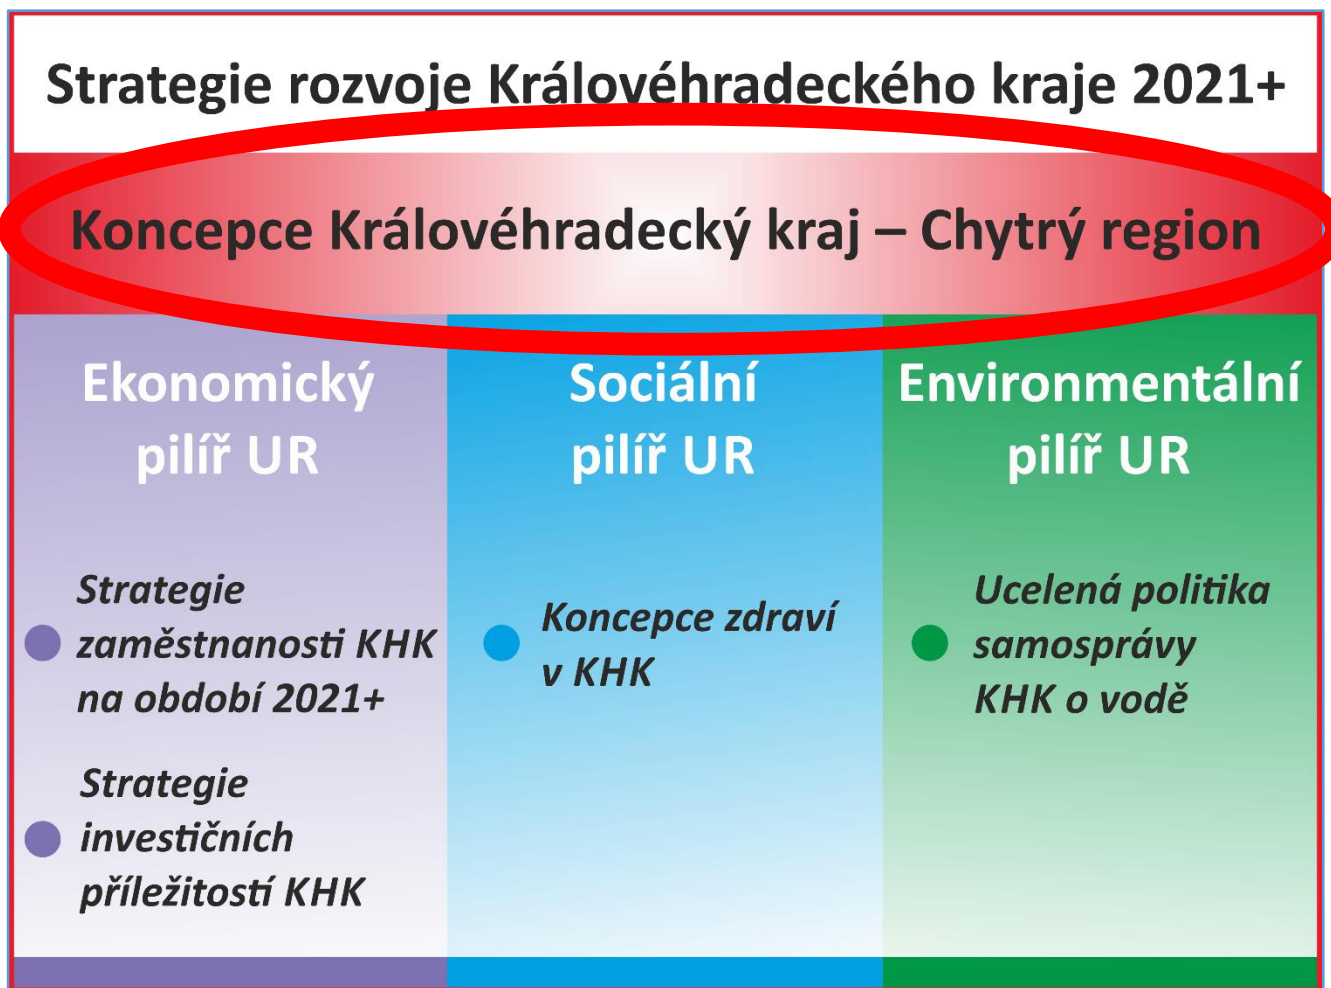 Strategie rozvoje Královéhradeckého kraje 2021+
Koncepce Královéhradecký kraj – Chytrý region
Ekonomický
pilíř UR
Strategie
zaměstnanosti KHK
na období 2021+
Strategie
investičních
příležitostí KHK
Sociální
pilíř UR
Koncepce zdraví
v KHK
Environmentální
pilíř UR
Ucelená politika
samosprávy
KHK o vodě